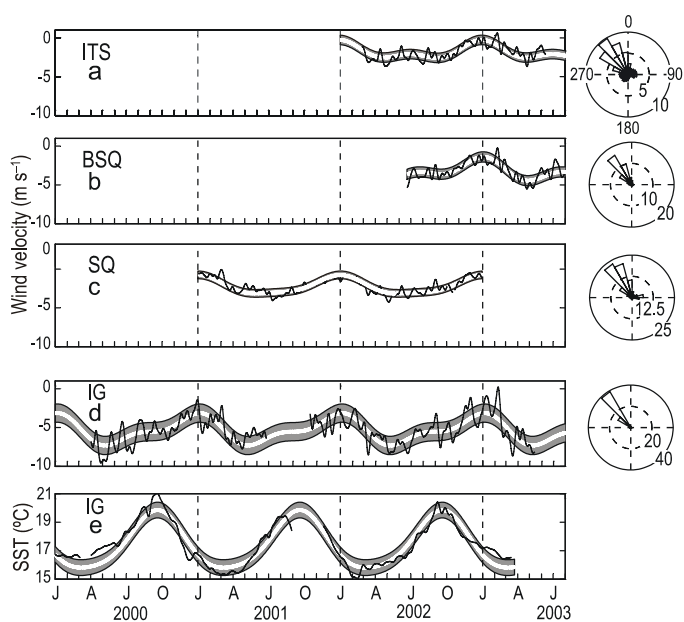 0
ITS
a
0
-5
-10
270
-90
5
10
180
BSQ
b
0
-5
-10
10
20
Wind velocity (m s⁻¹)
SQ
c
0
-5
-10
12.5
25
IG
d
0
-5
-10
20
40
IG
e
SST (ºC)
21
19
17
15
J A J O J A J O J A J O J A J
2000 2001 2002 2003